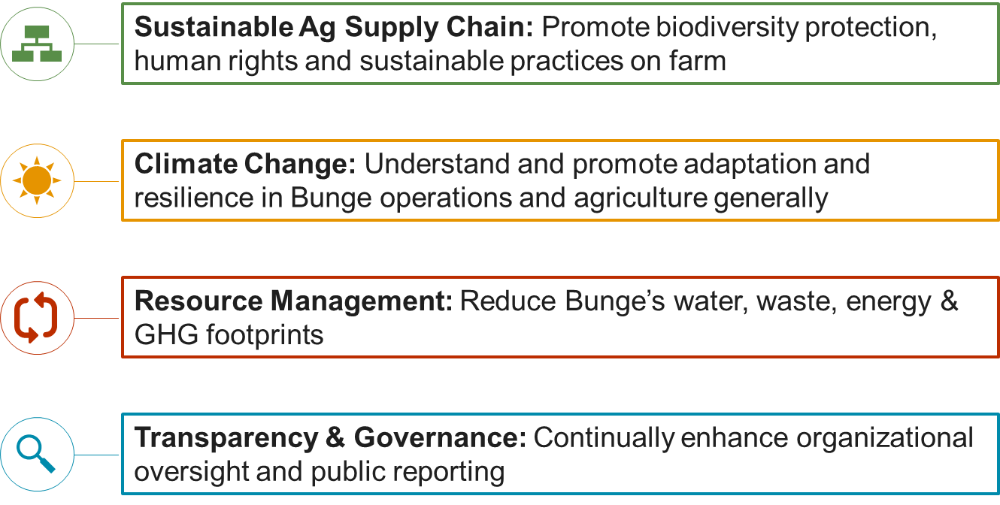 Sustainable Ag Supply Chain: Promote biodiversity protection,
human rights and sustainable practices on farm
Climate Change: Understand and promote adaptation and
resilience in Bunge operations and agriculture generally
Resource Management: Reduce Bunge’s water, waste, energy &
GHG footprints
Transparency & Governance: Continually enhance organizational
oversight and public reporting